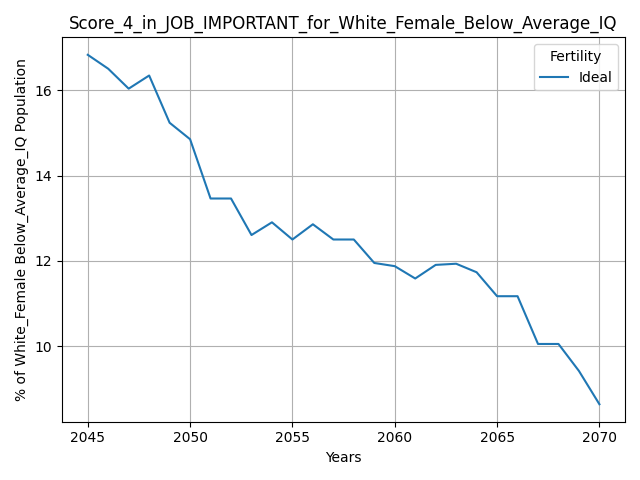 Score_4_in_JOB_IMPORTANT_for_White_Female_Below_Average_IQ
Fertility
Ideal
% of White_Female Below_Average_IQ Population
16
14
12
10
2045
2050
2055
2060
2065
2070
Years